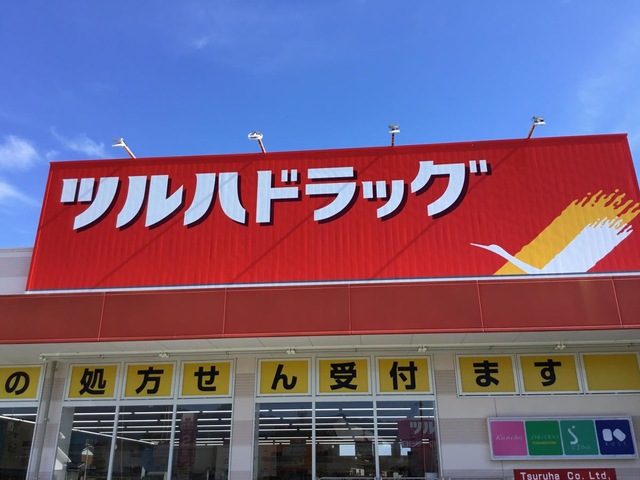 ツルハドラッグ
の処方せん受付ます
Kanebo
S
Tsuruha Co.Ltd.